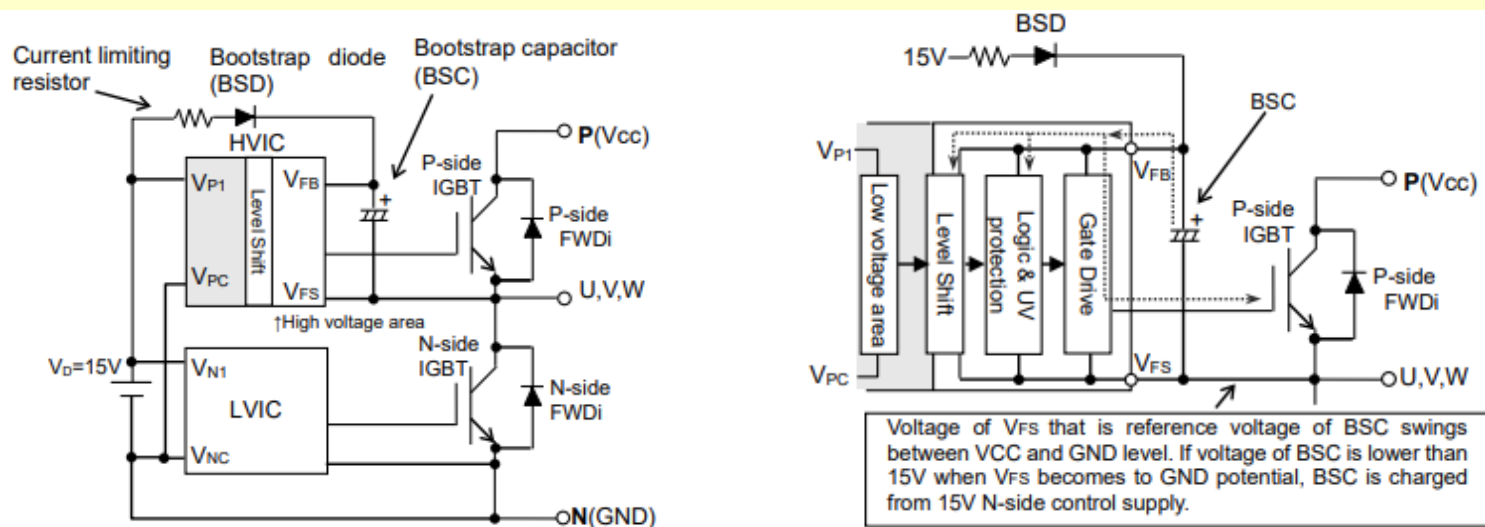 Current limiting
resistor
Bootstrap diode
(BSD)
Bootstrap capacitor
(BSC)
HVIC
P(Vcc)
VP1
Level Shift
VFB
+
P-side
IGBT
P-side
FWDi
VPC
VFS
U,V,W
↑High voltage area
VD=15V
VN1
LVIC
N-side
IGBT
N-side
FWDi
VNC
N(GND)
BSD
15V
BSC
VP1
VFB
+
P(Vcc)
Low voltage area
Level Shift
Logic & UV
protection
Gate Drive
P-side
IGBT
P-side
FWDi
VPC
VFS
U,V,W
Voltage of VFS that is reference voltage of BSC swings
between VCC and GND level. If voltage of BSC is lower than
15V when VFS becomes to GND potential, BSC is charged
from 15V N-side control supply.